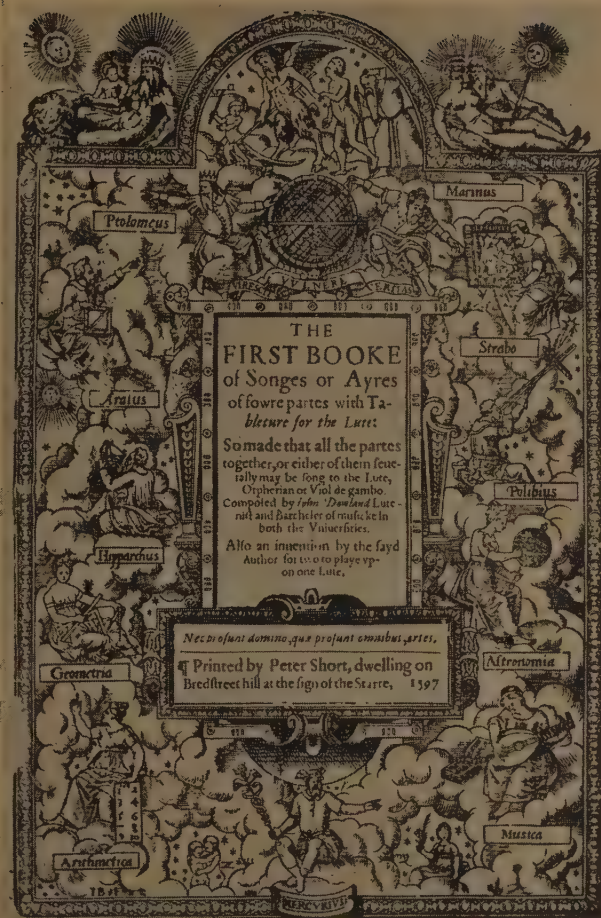 Marinus
Ptolomeus
VIRESCIT VULNERE VERITAS
THE
FIRST BOOKE
of Songes or Ayres
of fowre partes with Ta-
bleture for the Lute:
So made that all the partes
together, or either of them seue-
rally may be song to the Lute,
Orpherian or Viol de gambo.
Composed by Iohn Dowland Lute-
nist and Batcheler of musicke in
both the Vniuersities.
Also an inuention by the sayd
Author for two to playe vp-
on one Lute.
Strabo
Aratus
Polibius
Hipparchus
Nec prosunt domino, quæ prosunt omnibus, artes.
¶ Printed by Peter Short, dwelling on
Bredstreet hill at the sign of the Starre, 1597
Geometria
Astronomia
Musica
Arithmetica
MERCVRIVS